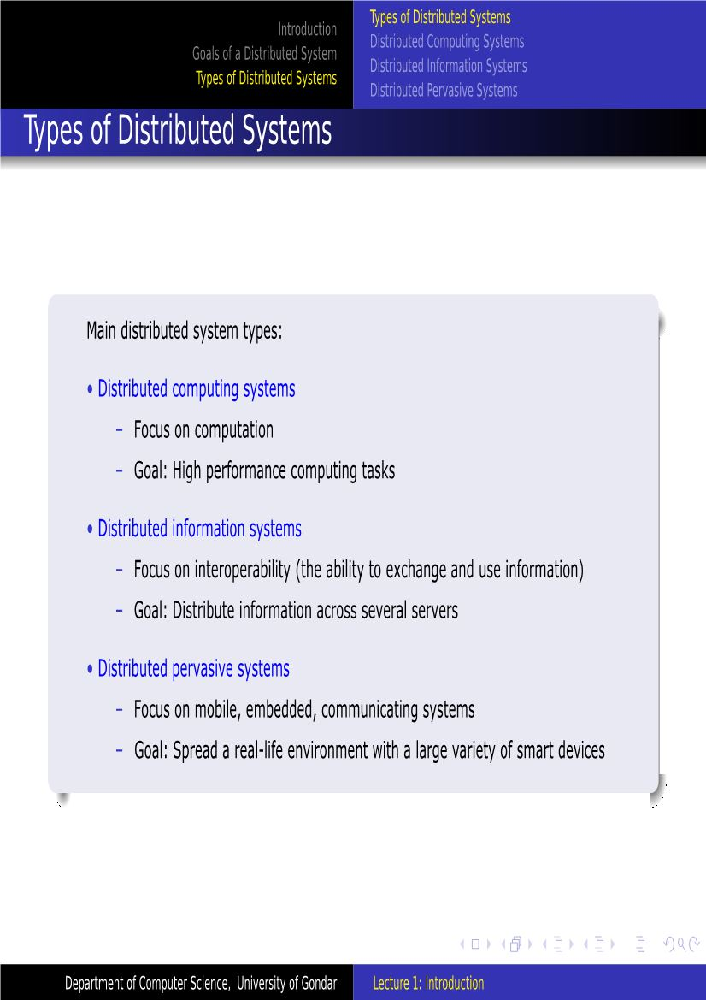 Introduction
Goals of a Distributed System
Types of Distributed Systems
Types of Distributed Systems
Distributed Computing Systems
Distributed Information Systems
Distributed Pervasive Systems
Types of Distributed Systems
Main distributed system types:
• Distributed computing systems
– Focus on computation
– Goal: High performance computing tasks
• Distributed information systems
– Focus on interoperability (the ability to exchange and use information)
– Goal: Distribute information across several servers
• Distributed pervasive systems
– Focus on mobile, embedded, communicating systems
– Goal: Spread a real-life environment with a large variety of smart devices
Department of Computer Science, University of Gondar
Lecture 1: Introduction